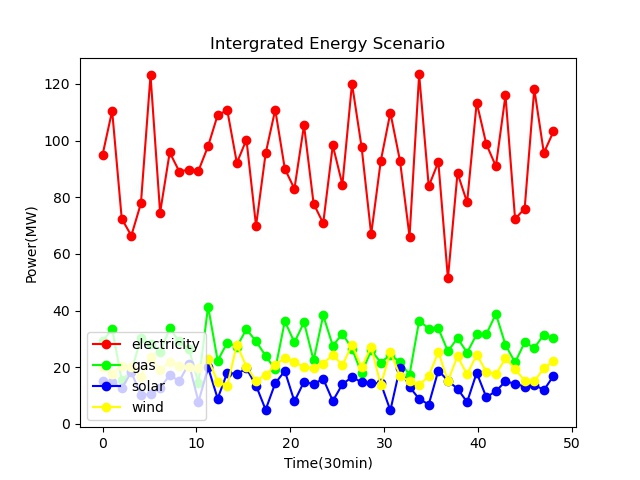 Intergrated Energy Scenario
Power(MW)
120
100
80
60
40
20
0
electricity
gas
solar
wind
0 10 20 30 40 50
Time(30min)